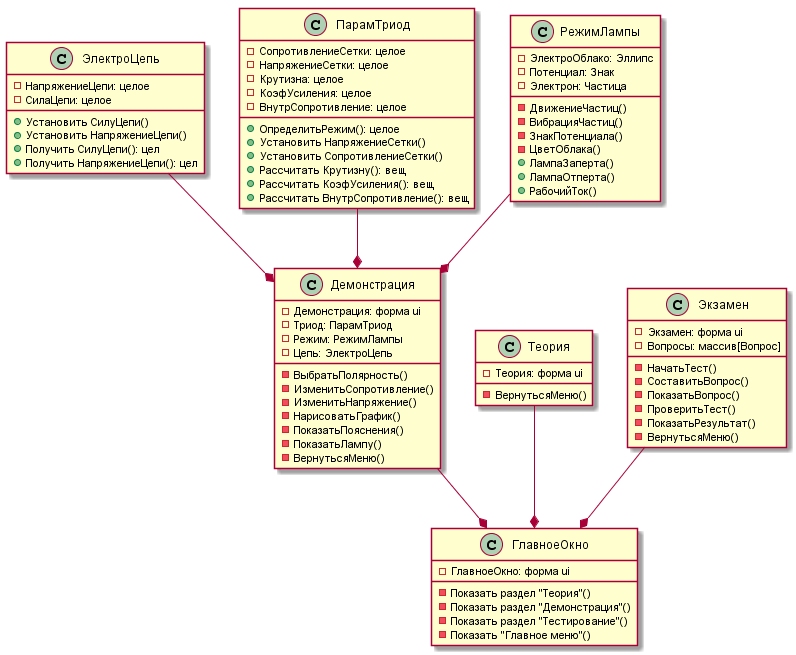 C ЭлектроЦепь
НапряжениеЦепи: целое
СилаЦепи: целое
Установить СилуЦепи()
Установить НапряжениеЦепи()
Получить СилуЦепи(): цел
Получить НапряжениеЦепи(): цел
C ПарамТриод
СопротивлениеСетки: целое
НапряжениеСетки: целое
Крутизна: целое
КоэфУсиления: целое
ВнутрСопротивление: целое
ОпределитьРежим(): целое
Установить НапряжениеСетки()
Установить СопротивлениеСетки()
Рассчитать Крутизну(): вещ
Рассчитать КоэфУсиления(): вещ
Рассчитать ВнутрСопротивление(): вещ
C РежимЛампы
ЭлектроОблако: Эллипс
Потенциал: Знак
Электрон: Частица
ДвижениеЧастиц()
ВибрацияЧастиц()
ЗнакПотенциала()
ЦветОблака()
ЛампаЗаперта()
ЛампаОтперта()
РабочийТок()
C Демонстрация
Демонстрация: форма ui
Триод: ПарамТриод
Режим: РежимЛампы
Цепь: ЭлектроЦепь
ВыбратьПолярность()
ИзменитьСопротивление()
ИзменитьНапряжение()
НарисоватьГрафик()
ПоказатьПояснения()
ПоказатьЛампу()
ВернутьсяМеню()
C Теория
Теория: форма ui
ВернутьсяМеню()
C Экзамен
Экзамен: форма ui
Вопросы: массив[Вопрос]
НачатьТест()
СоставитьВопрос()
ПоказатьВопрос()
ПроверитьТест()
ПоказатьРезультат()
ВернутьсяМеню()
C ГлавноеОкно
ГлавноеОкно: форма ui
Показать раздел "Теория"()
Показать раздел "Демонстрация"()
Показать раздел "Тестирование"()
Показать "Главное меню"()